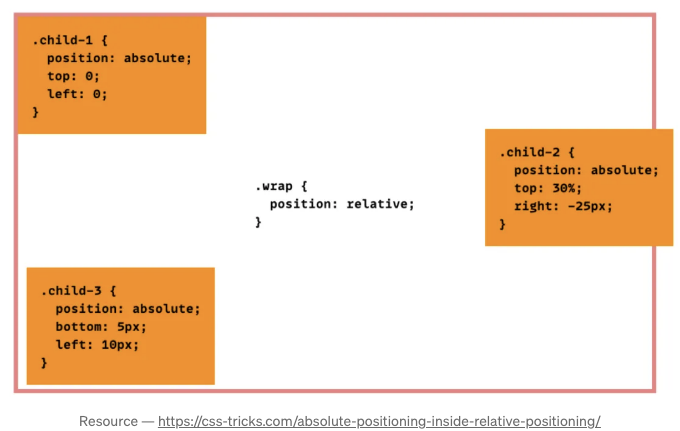 .child-1 {
  position: absolute;
  top: 0;
  left: 0;
}
.child-2 {
  position: absolute;
  top: 30%;
  right: -25px;
}
.wrap {
  position: relative;
}
.child-3 {
  position: absolute;
  bottom: 5px;
  left: 10px;
}
Resource — https://css-tricks.com/absolute-positioning-inside-relative-positioning/